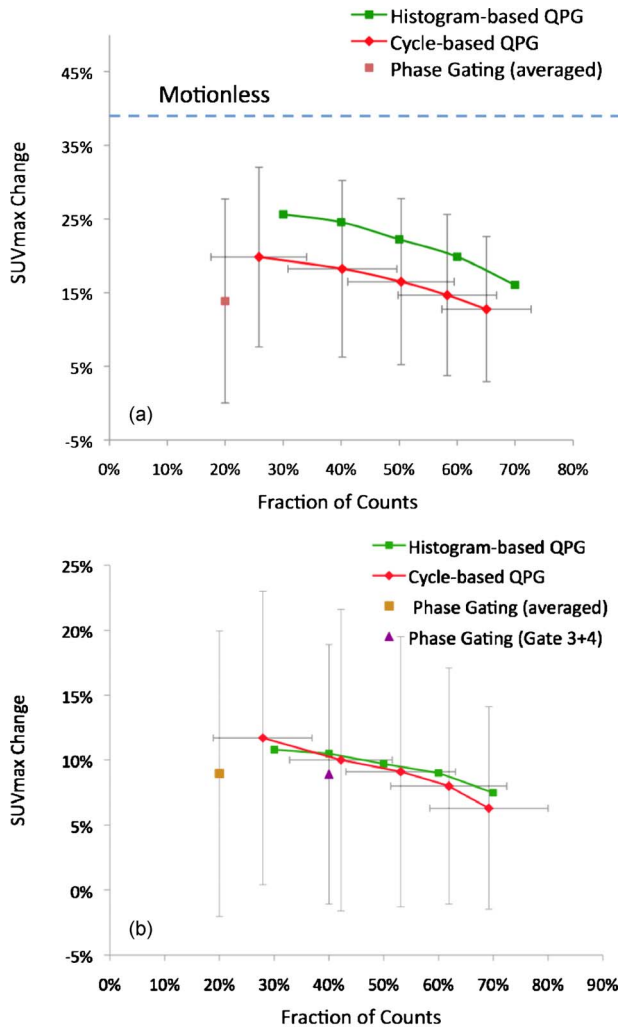 Histogram-based QPG
Cycle-based QPG
Phase Gating (averaged)
45%
Motionless
35%
25%
15%
5%
-5%
SUVmax Change
(a)
0% 10% 20% 30% 40% 50% 60% 70% 80%
Fraction of Counts
Histogram-based QPG
Cycle-based QPG
Phase Gating (averaged)
Phase Gating (Gate 3+4)
25%
20%
15%
10%
5%
0%
-5%
SUVmax Change
(b)
0% 10% 20% 30% 40% 50% 60% 70% 80% 90%
Fraction of Counts